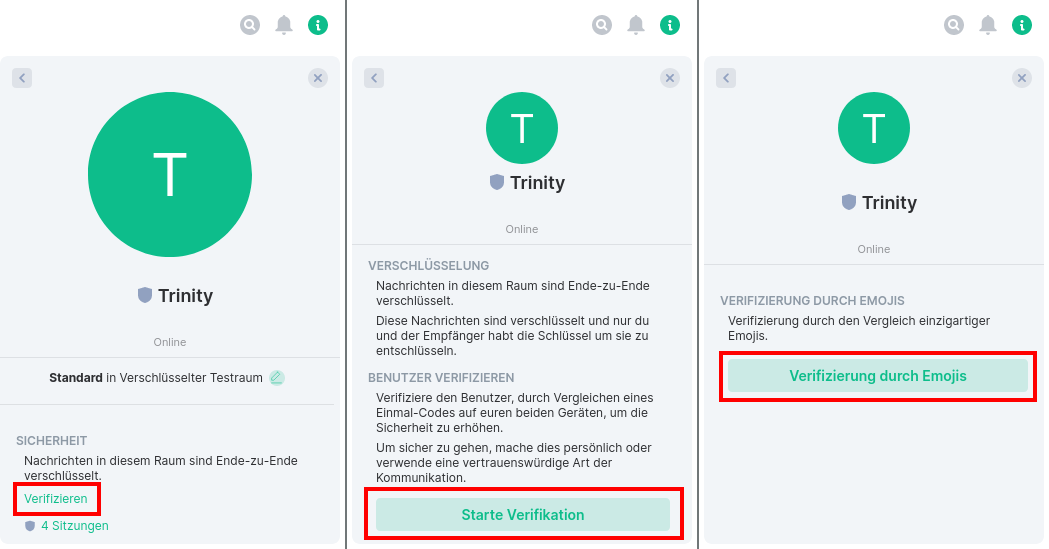 T
Trinity
Online
Standard in Verschlüsselter Testraum
SICHERHEIT
Nachrichten in diesem Raum sind Ende-zu-Ende
verschlüsselt.
Verifizieren
4 Sitzungen
T
Trinity
Online
VERSCHLÜSSELUNG
Nachrichten in diesem Raum sind Ende-zu-Ende
verschlüsselt.
Diese Nachrichten sind verschlüsselt und nur du
und der Empfänger habt die Schlüssel um sie zu
entschlüsseln.
BENUTZER VERIFIZIEREN
Verifiziere den Benutzer, durch Vergleichen eines
Einmal-Codes auf euren beiden Geräten, um die
Sicherheit zu erhöhen.
Um sicher zu gehen, mache dies persönlich oder
verwende eine vertrauenswürdige Art der
Kommunikation.
Starte Verifikation
T
Trinity
Online
VERIFIZIERUNG DURCH EMOJIS
Verifizierung durch den Vergleich einzigartiger
Emojis.
Verifizierung durch Emojis